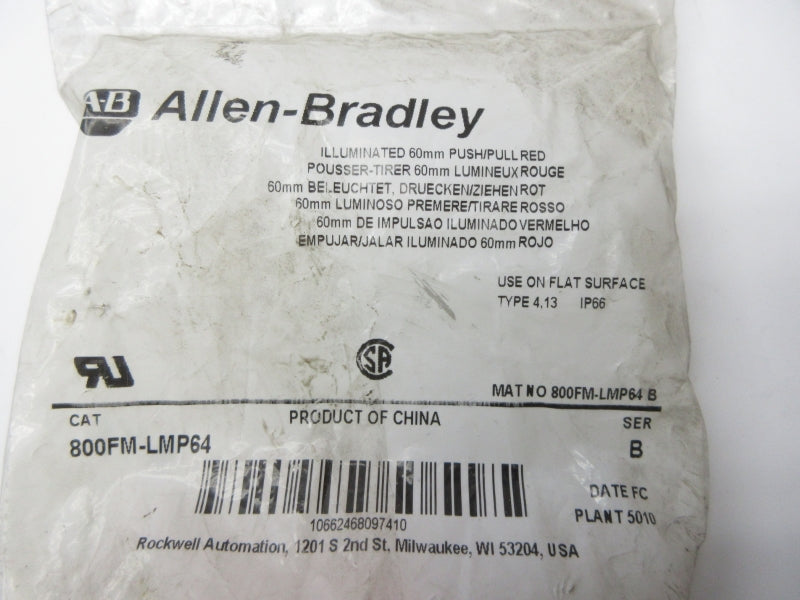 A-B Allen-Bradley
ILLUMINATED 60mm PUSH/PULL RED
POUSSER-TIRER 60mm LUMINEUX ROUGE
60mm BELEUCHTET, DRUECKEN/ZIEHEN ROT
60mm LUMINOSO PREMERE/TIRARE ROSSO
60mm DE IMPULSAO ILUMINADO VERMELHO
EMPUJAR/JALAR ILUMINADO 60mm ROJO
USE ON FLAT SURFACE
TYPE 4,13 IP66
RU
CSA
MAT NO 800FM-LMP64 B
CAT PRODUCT OF CHINA SER
800FM-LMP64 B
DATE FC
PLANT 5010
10662468097410
Rockwell Automation, 1201 S 2nd St, Milwaukee, WI 53204, USA